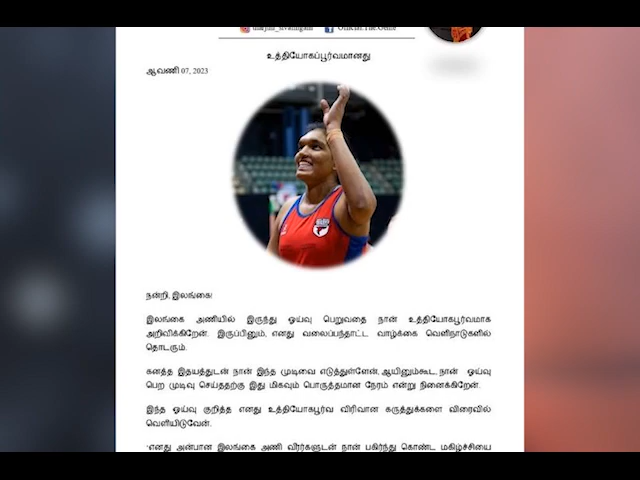 உத்தியோகப்பூர்வமானது
ஆவணி 07, 2023
நன்றி, இலங்கை!
இலங்கை அணியில் இருந்து ஓய்வு பெறுவதை நான் உத்தியோகபூர்வமாக
அறிவிக்கிறேன். இருப்பினும், எனது வலைப்பந்தாட்ட வாழ்க்கை வெளிநாடுகளில்
தொடரும்.
கனத்த இதயத்துடன் நான் இந்த முடிவை எடுத்துள்ளேன், ஆயினும்கூட, நான் ஓய்வு
பெற முடிவு செய்ததற்கு இது மிகவும் பொருத்தமான நேரம் என்று நினைக்கிறேன்.
இந்த ஓய்வு குறித்த எனது உத்தியோகபூர்வ விரிவான கருத்துக்களை விரைவில்
வெளியிடுவேன்.
'எனது அன்பான இலங்கை அணி வீரர்களுடன் நான் பகிர்ந்து கொண்ட மகிழ்ச்சியை